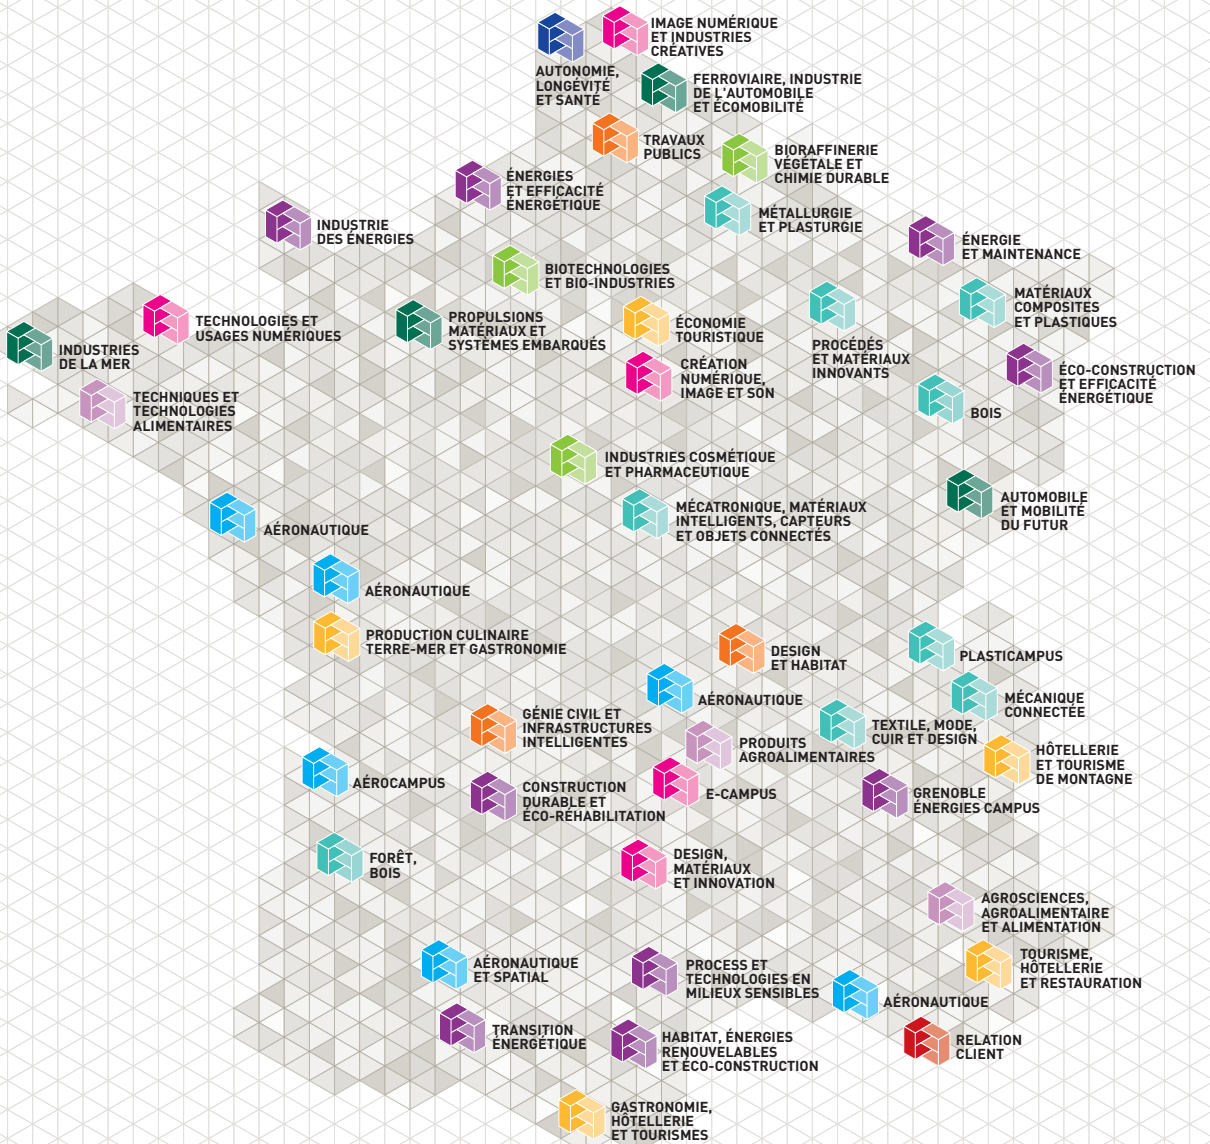 IMAGE NUMÉRIQUE
ET INDUSTRIES
CRÉATIVES
AUTONOMIE,
LONGÉVITÉ
ET SANTÉ
FERROVIAIRE, INDUSTRIE
DE L'AUTOMOBILE
ET ÉCOMOBILITÉ
TRAVAUX
PUBLICS
BIORAFFINERIE
VÉGÉTALE ET
CHIMIE DURABLE
ÉNERGIES
ET EFFICACITÉ
ÉNERGÉTIQUE
MÉTALLURGIE
ET PLASTURGIE
INDUSTRIE
DES ÉNERGIES
ÉNERGIE
ET MAINTENANCE
BIOTECHNOLOGIES
ET BIO-INDUSTRIES
MATÉRIAUX
COMPOSITES
ET PLASTIQUES
TECHNOLOGIES ET
USAGES NUMÉRIQUES
PROPULSIONS
MATÉRIAUX ET
SYSTÈMES EMBARQUÉS
ÉCONOMIE
TOURISTIQUE
PROCÉDÉS
ET MATÉRIAUX
INNOVANTS
INDUSTRIES
DE LA MER
CRÉATION
NUMÉRIQUE,
IMAGE ET SON
ÉCO-CONSTRUCTION
ET EFFICACITÉ
ÉNERGÉTIQUE
TECHNIQUES ET
TECHNOLOGIES
ALIMENTAIRES
BOIS
INDUSTRIES COSMÉTIQUE
ET PHARMACEUTIQUE
MÉCATRONIQUE, MATÉRIAUX
INTELLIGENTS, CAPTEURS
ET OBJETS CONNECTÉS
AUTOMOBILE
ET MOBILITÉ
DU FUTUR
AÉRONAUTIQUE
AÉRONAUTIQUE
PRODUCTION CULINAIRE
TERRE-MER ET GASTRONOMIE
DESIGN
ET HABITAT
PLASTICAMPUS
AÉRONAUTIQUE
MÉCANIQUE
CONNECTÉE
GÉNIE CIVIL ET
INFRASTRUCTURES
INTELLIGENTES
TEXTILE, MODE,
CUIR ET DESIGN
PRODUITS
AGROALIMENTAIRES
HÔTELLERIE
ET TOURISME
DE MONTAGNE
AÉROCAMPUS
CONSTRUCTION
DURABLE ET
ÉCO-RÉHABILITATION
E-CAMPUS
GRENOBLE
ÉNERGIES CAMPUS
FORÊT,
BOIS
DESIGN,
MATÉRIAUX
ET INNOVATION
AGROSCIENCES,
AGROALIMENTAIRE
ET ALIMENTATION
AÉRONAUTIQUE
ET SPATIAL
PROCESS ET
TECHNOLOGIES EN
MILIEUX SENSIBLES
TOURISME,
HÔTELLERIE
ET RESTAURATION
AÉRONAUTIQUE
TRANSITION
ÉNERGÉTIQUE
HABITAT, ÉNERGIES
RENOUVELABLES
ET ÉCO-CONSTRUCTION
RELATION
CLIENT
GASTRONOMIE,
HÔTELLERIE
ET TOURISMES